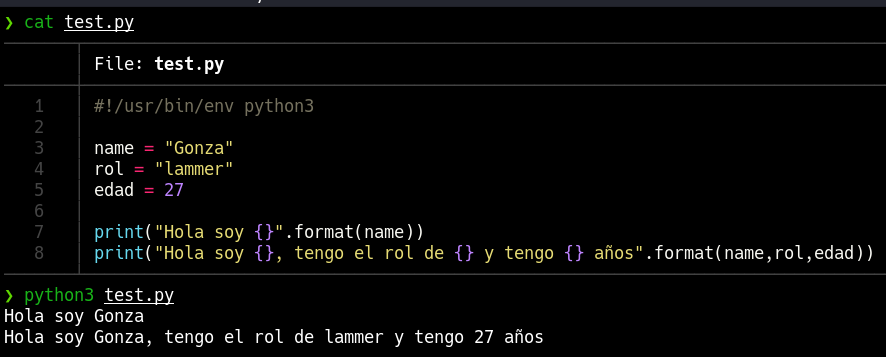 ❯ cat test.py
File: test.py
1 #!/usr/bin/env python3
2
3 name = "Gonza"
4 rol = "lammer"
5 edad = 27
6
7 print("Hola soy {}".format(name))
8 print("Hola soy {}, tengo el rol de {} y tengo {} años".format(name,rol,edad))
❯ python3 test.py
Hola soy Gonza
Hola soy Gonza, tengo el rol de lammer y tengo 27 años